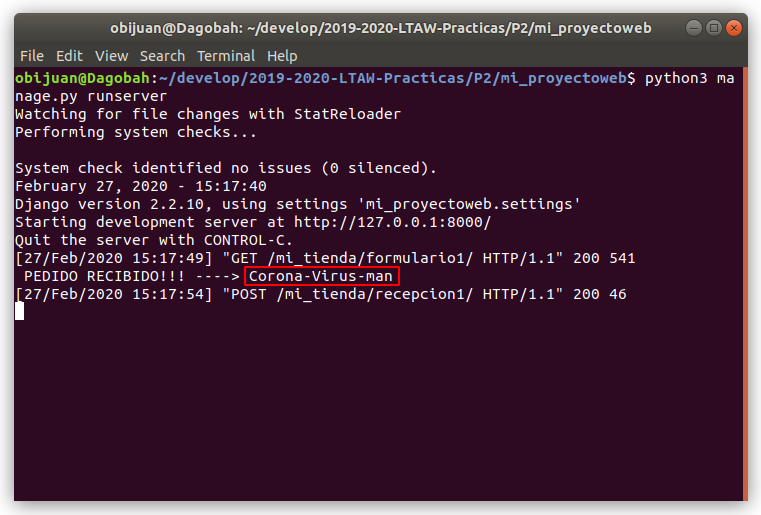 obijuan@Dagobah: ~/develop/2019-2020-LTAW-Practicas/P2/mi_proyectoweb
File Edit View Search Terminal Help
obijuan@Dagobah:~/develop/2019-2020-LTAW-Practicas/P2/mi_proyectoweb$ python3 ma
nage.py runserver
Watching for file changes with StatReloader
Performing system checks...
System check identified no issues (0 silenced).
February 27, 2020 - 15:17:40
Django version 2.2.10, using settings 'mi_proyectoweb.settings'
Starting development server at http://127.0.0.1:8000/
Quit the server with CONTROL-C.
[27/Feb/2020 15:17:49] "GET /mi_tienda/formulario1/ HTTP/1.1" 200 541
PEDIDO RECIBIDO!!! ----> Corona-Virus-man
[27/Feb/2020 15:17:54] "POST /mi_tienda/recepcion1/ HTTP/1.1" 200 46